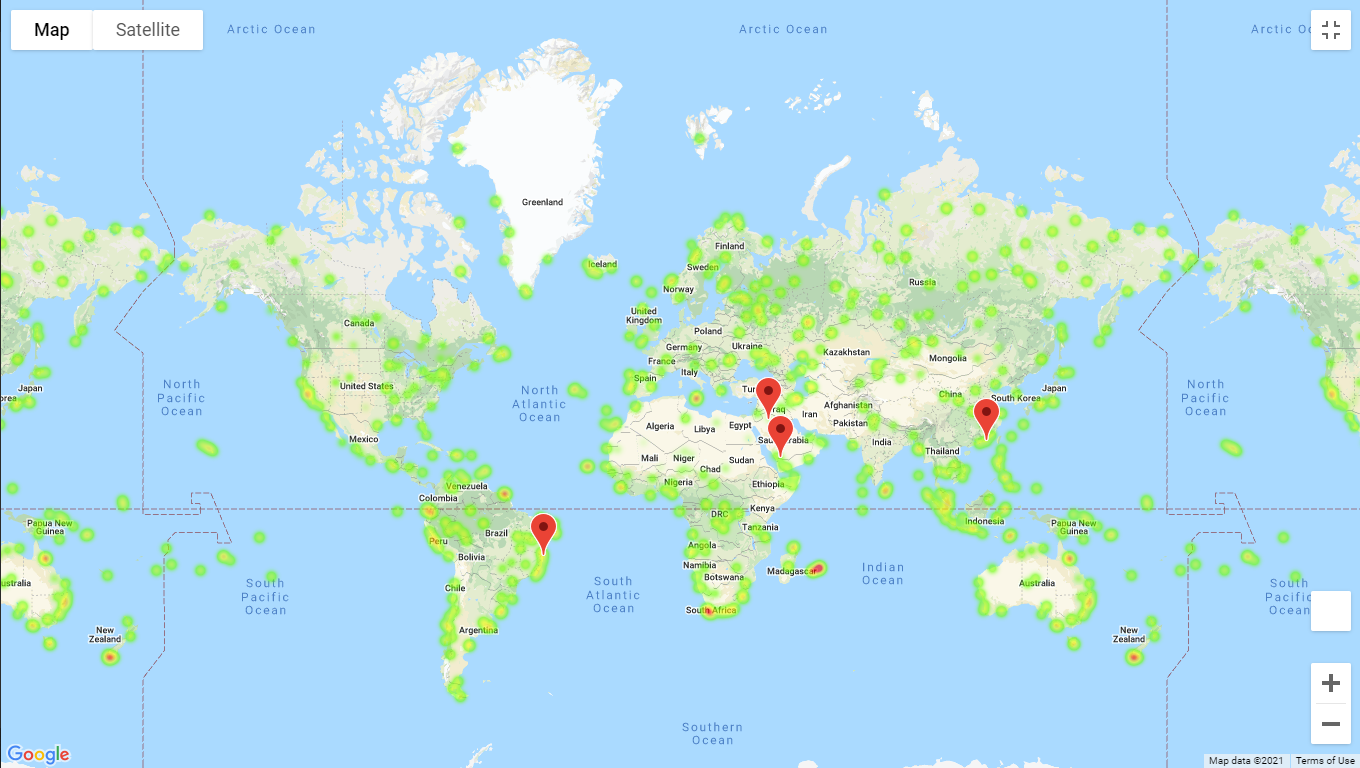 Map
Satellite
Arctic Ocean
Arctic Ocean
Arctic Oc
Greenland
Iceland
Finland
Sweden
Norway
Russia
United
Kingdom
Canada
Poland
Germany
Ukraine
Kazakhstan
Mongolia
France
Italy
Spain
United States
North
Pacific
Ocean
North
Atlantic
Ocean
Japan
China
South Korea
Japan
North
Pacific
Ocean
Afghanistan
Iran
Pakistan
Algeria
Libya
Egypt
Mexico
India
Thailand
Mali
Niger
Chad
Sudan
Nigeria
Ethiopia
Venezuela
Colombia
Kenya
DRC
Tanzania
Indonesia
Papua New
Guinea
Papua New
Guinea
Brazil
Peru
Bolivia
Angola
Namibia
Botswana
Madagascar
Indian
Ocean
Australia
ustralia
Chile
South
Pacific
Ocean
South
Atlantic
Ocean
South
Pacific
Ocean
South Africa
Argentina
New
Zealand
New
Zealand
Southern
Ocean
Google
Map data ©2021
Terms of Use